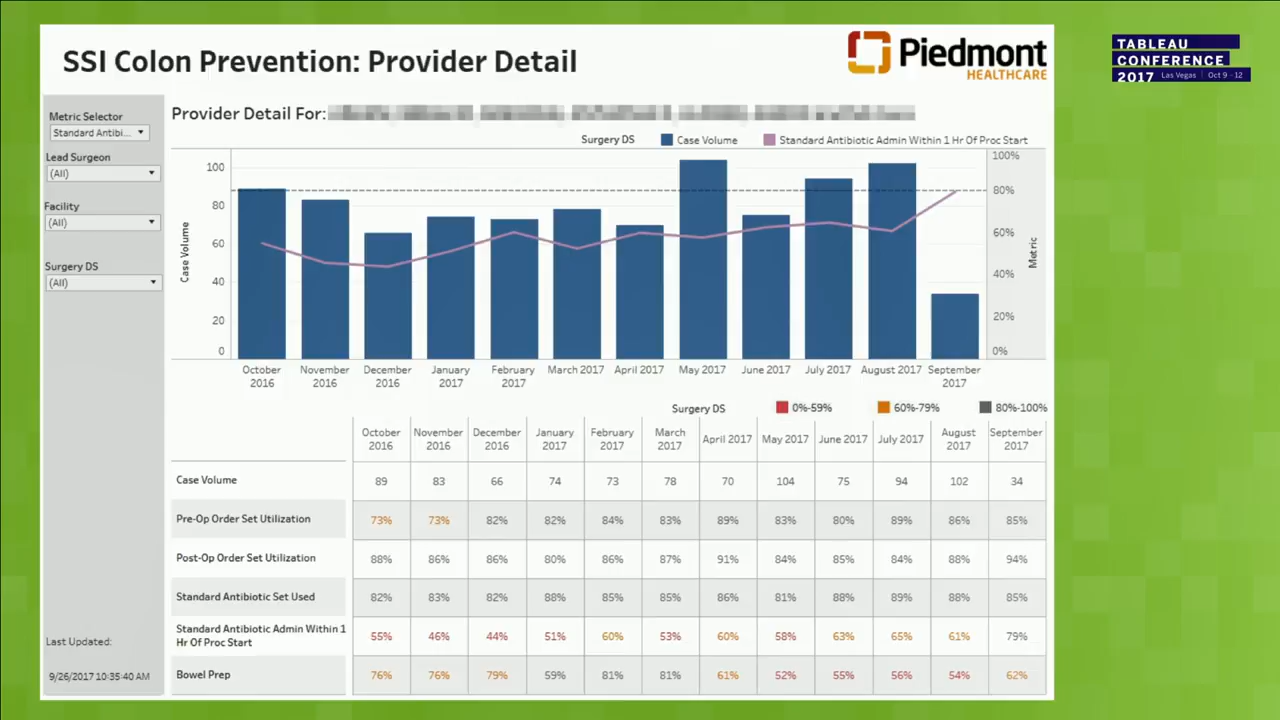 SSI Colon Prevention: Provider Detail
Piedmont
HEALTHCARE
TABLEAU
CONFERENCE
2017 Las Vegas | Oct 9 - 12
Metric Selector
Standard Antibi...
Lead Surgeon
(All)
Facility
(All)
Surgery DS
(All)
Last Updated:
9/26/2017 10:35:40 AM
Provider Detail For:
Surgery DS Case Volume Standard Antibiotic Admin Within 1 Hr Of Proc Start
Case Volume
100
80
60
40
20
0
100%
80%
60%
40%
20%
0%
Metric
October 2016 November 2016 December 2016 January 2017 February 2017 March 2017 April 2017 May 2017 June 2017 July 2017 August 2017 September 2017
Surgery DS 0%-59% 60%-79% 80%-100%
October 2016 November 2016 December 2016 January 2017 February 2017 March 2017 April 2017 May 2017 June 2017 July 2017 August 2017 September 2017
Case Volume 89 83 66 74 73 78 70 104 75 94 102 34
Pre-Op Order Set Utilization 73% 73% 82% 82% 84% 83% 89% 83% 80% 89% 86% 85%
Post-Op Order Set Utilization 88% 86% 86% 80% 86% 87% 91% 84% 85% 84% 88% 94%
Standard Antibiotic Set Used 82% 83% 82% 88% 85% 85% 86% 81% 88% 89% 88% 85%
Standard Antibiotic Admin Within 1
Hr Of Proc Start 55% 46% 44% 51% 60% 53% 60% 58% 63% 65% 61% 79%
Bowel Prep 76% 76% 79% 59% 81% 81% 61% 52% 55% 56% 54% 62%